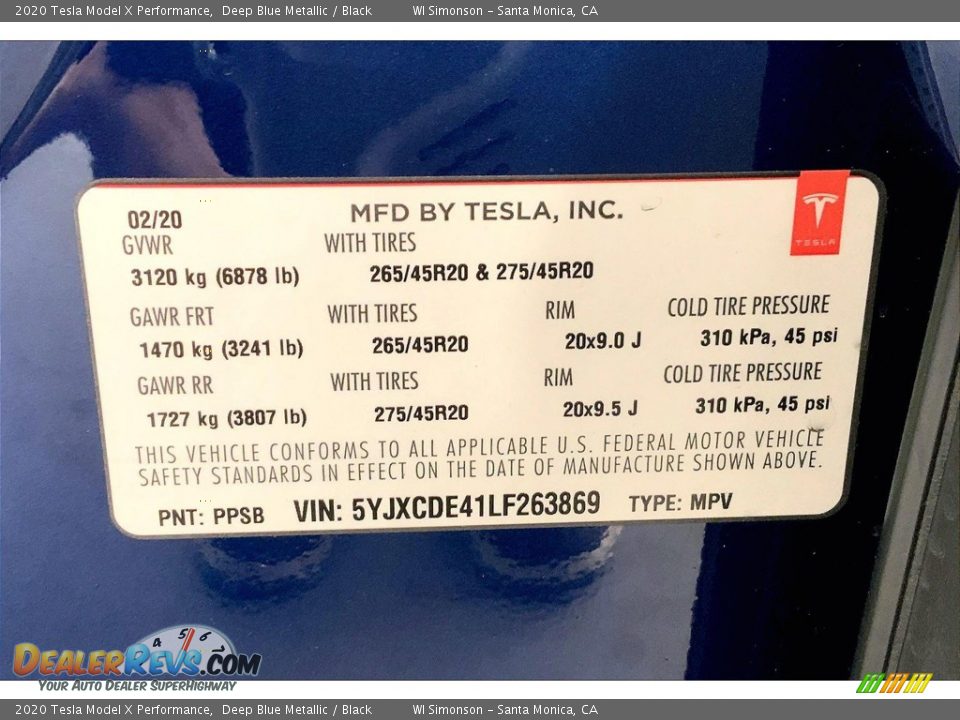 2020 Tesla Model X Performance, Deep Blue Metallic / Black WI Simonson - Santa Monica, CA
02/20 MFD BY TESLA, INC.
TESLA
GVWR WITH TIRES
3120 kg (6878 lb) 265/45R20 & 275/45R20
GAWR FRT WITH TIRES RIM COLD TIRE PRESSURE
1470 kg (3241 lb) 265/45R20 20x9.0 J 310 kPa, 45 psi
GAWR RR WITH TIRES RIM COLD TIRE PRESSURE
1727 kg (3807 lb) 275/45R20 20x9.5 J 310 kPa, 45 psi
THIS VEHICLE CONFORMS TO ALL APPLICABLE U.S. FEDERAL MOTOR VEHICLE
SAFETY STANDARDS IN EFFECT ON THE DATE OF MANUFACTURE SHOWN ABOVE.
PNT: PPSB VIN: 5YJXCDE41LF263869 TYPE: MPV
4 5 6
DEALERREVS.COM
YOUR AUTO DEALER SUPERHIGHWAY
2020 Tesla Model X Performance, Deep Blue Metallic / Black WI Simonson - Santa Monica, CA